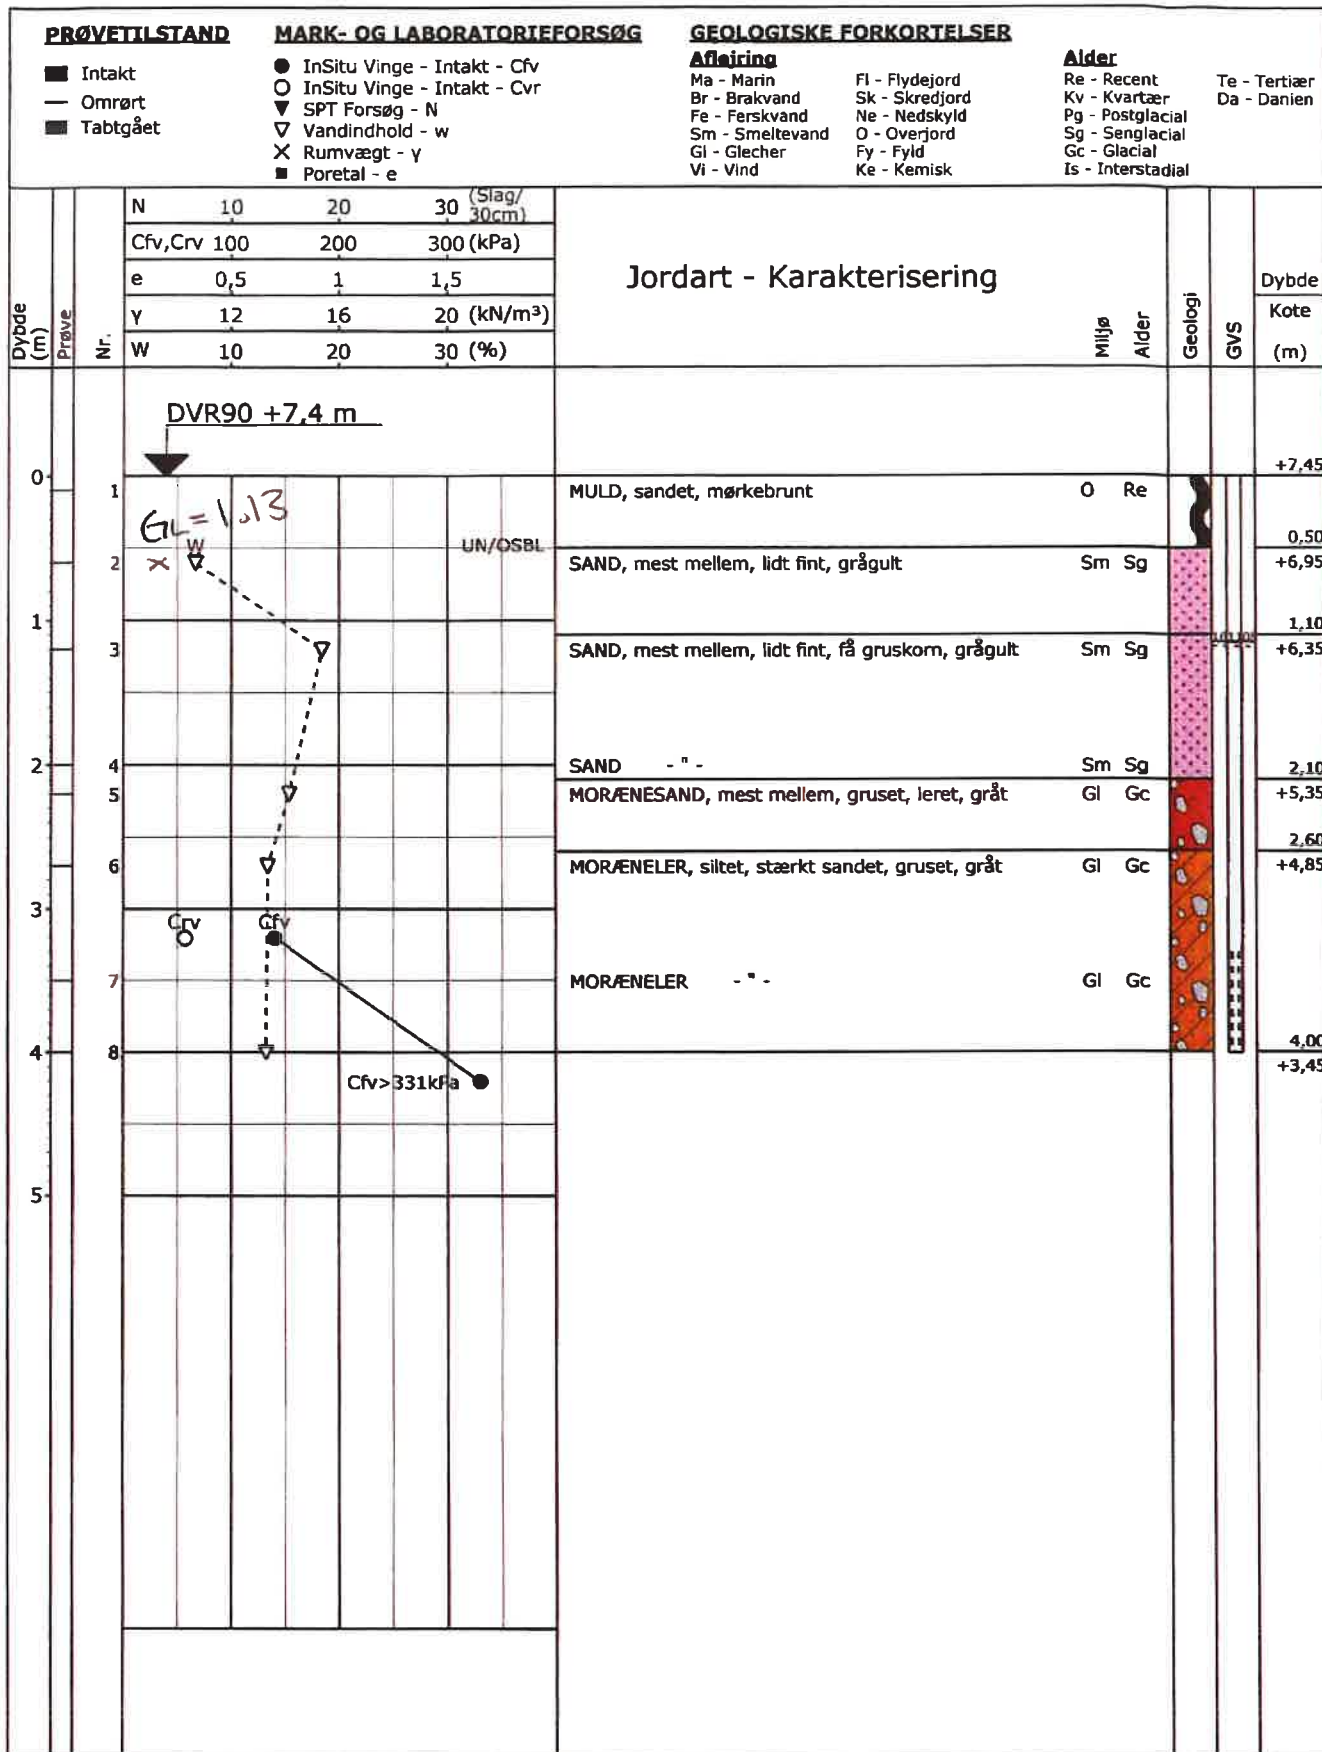 PRØVETILSTAND
Intakt
Omrørt
Tabtgået
MARK- OG LABORATORIEFORSØG
InSitu Vinge - Intakt - Cfv
InSitu Vinge - Intakt - Cvr
SPT Forsøg - N
Vandindhold - w
Rumvægt - γ
Poretal - e
GEOLOGISKE FORKORTELSER
Aflejring
Ma - Marin
Br - Brakvand
Fe - Ferskvand
Sm - Smeltevand
Gl - Glecher
Vi - Vind
Fl - Flydejord
Sk - Skredjord
Ne - Nedskyld
O - Overjord
Fy - Fyld
Ke - Kemisk
Alder
Re - Recent
Kv - Kvartær
Pg - Postglacial
Sg - Senglacial
Gc - Glacial
Is - Interstadial
Te - Tertiær
Da - Danien
Dybde (m)
Prøve
Nr.
N 10 20 30 (Slag/ 30cm)
Cfv,Crv 100 200 300 (kPa)
e 0,5 1 1,5
γ 12 16 20 (kN/m³)
W 10 20 30 (%)
Jordart - Karakterisering
Miljø
Alder
Geologi
GVS
Dybde
Kote
(m)
DVR90 +7,4 m
+7,45
0
1 MULD, sandet, mørkebrunt O Re
GL = 1,13
W
UN/OSBL
0,50
2 SAND, mest mellem, lidt fint, grågult Sm Sg +6,95
1
1,10
3 SAND, mest mellem, lidt fint, få gruskorn, grågult Sm Sg +6,35
2 4 SAND - " - Sm Sg 2,10
5 MORÆNESAND, mest mellem, gruset, leret, gråt Gl Gc +5,35
2,60
6 MORÆNELER, siltet, stærkt sandet, gruset, gråt Gl Gc +4,85
3
Crv Cfv
7 MORÆNELER - " - Gl Gc
4 8 4,00
+3,45
Cfv>331kPa
5